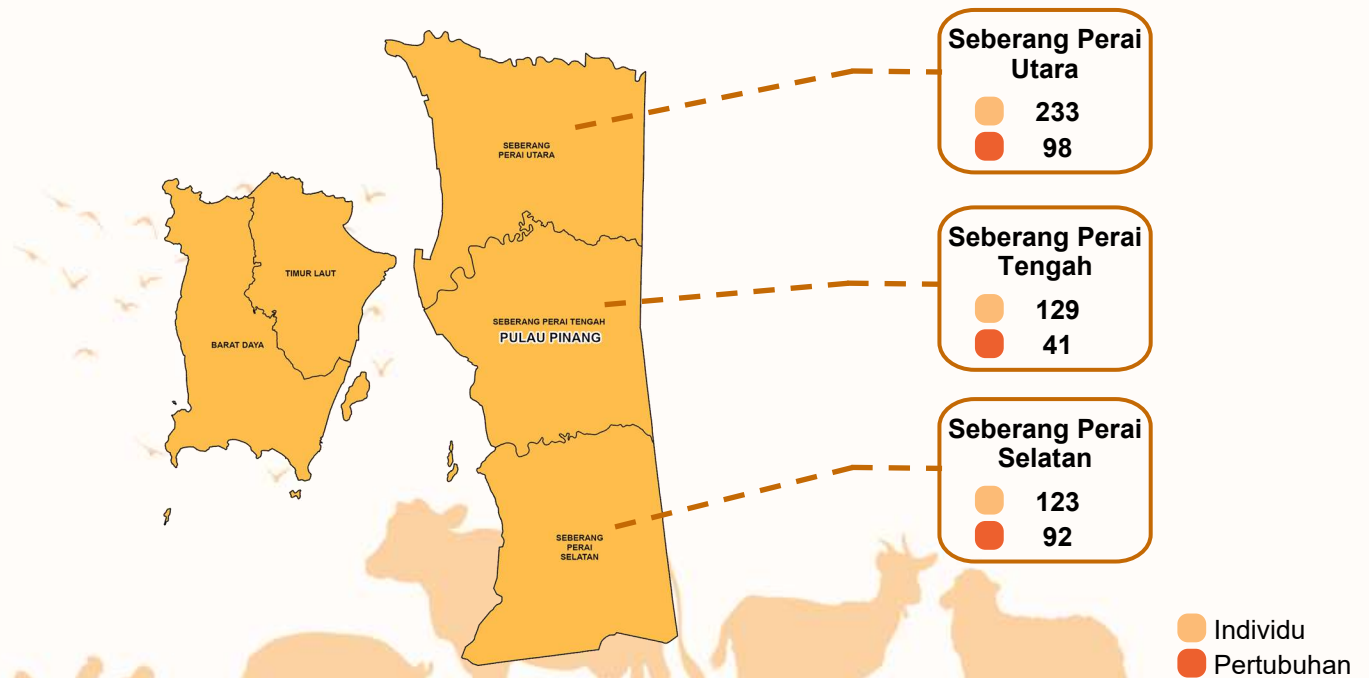 SEBERANG
PERAI UTARA
TIMUR LAUT
BARAT DAYA
SEBERANG PERAI TENGAH
PULAU PINANG
SEBERANG
PERAI
SELATAN
Seberang Perai
Utara
233
98
Seberang Perai
Tengah
129
41
Seberang Perai
Selatan
123
92
Individu
Pertubuhan